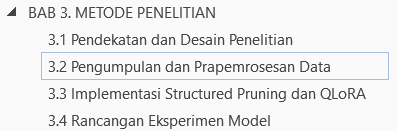 BAB 3. METODE PENELITIAN
3.1 Pendekatan dan Desain Penelitian
3.2 Pengumpulan dan Prapemrosesan Data
3.3 Implementasi Structured Pruning dan QLoRA
3.4 Rancangan Eksperimen Model